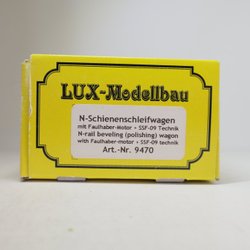 LUX-Modellbau
N-Schienenschleifwagen
mit Faulhaber-Motor + SSF-09 Technik
N-rail beveling (polishing) wagon
with Faulhaber-motor + SSF-09 technik
Art.-Nr. 9470